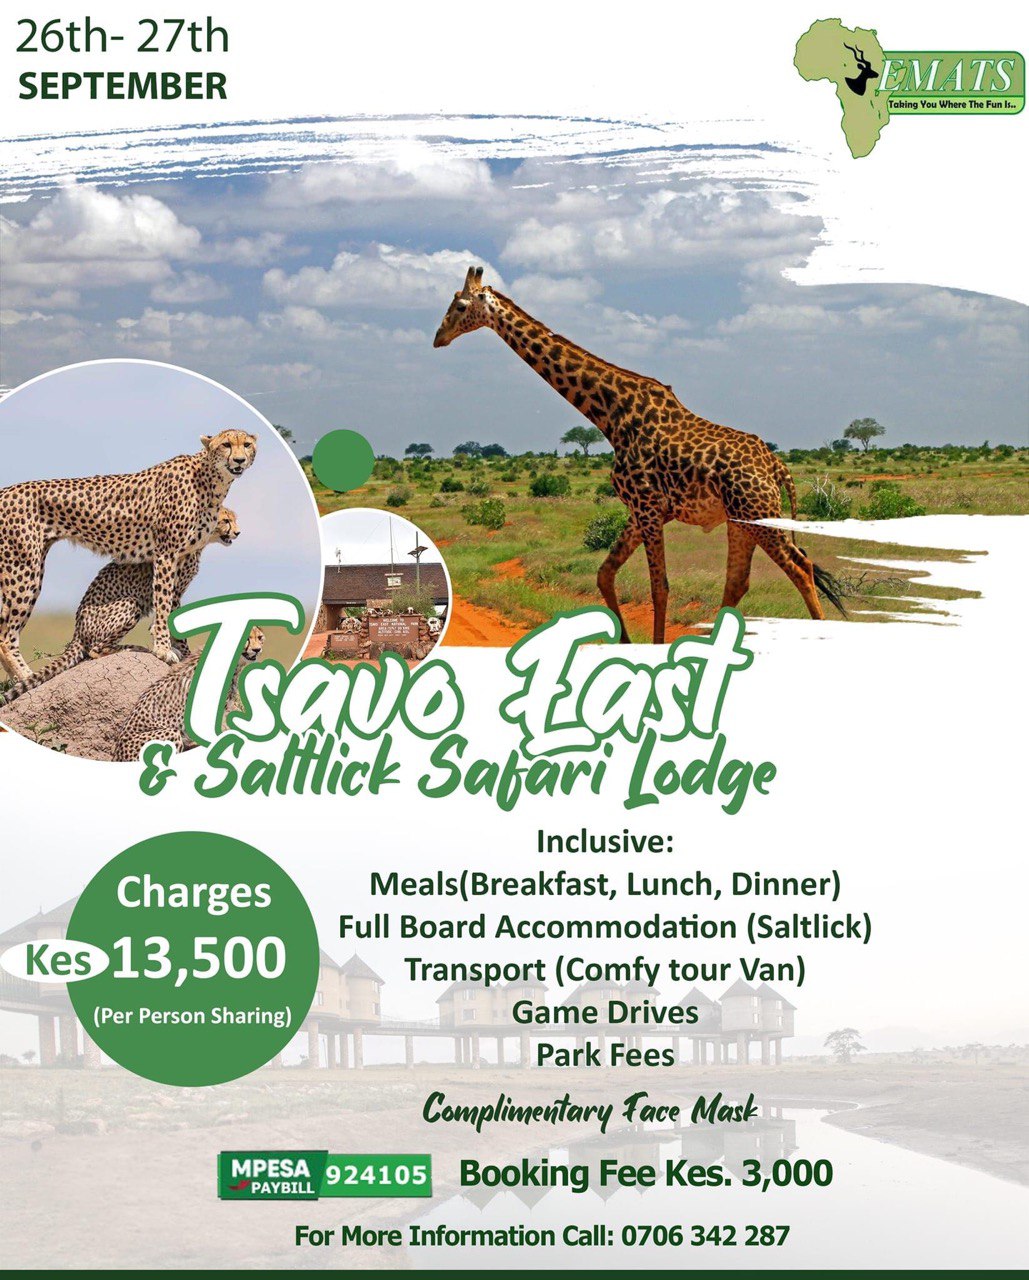 26th- 27th
SEPTEMBER
EMATS
Taking You Where The Fun Is..
WELCOME TO
Tsavo East
& Saltlick Safari Lodge
Charges
Kes 13,500
(Per Person Sharing)
Inclusive:
Meals(Breakfast, Lunch, Dinner)
Full Board Accommodation (Saltlick)
Transport (Comfy tour Van)
Game Drives
Park Fees
Complimentary Face Mask
MPESA
PAYBILL
924105
Booking Fee Kes. 3,000
For More Information Call: 0706 342 287